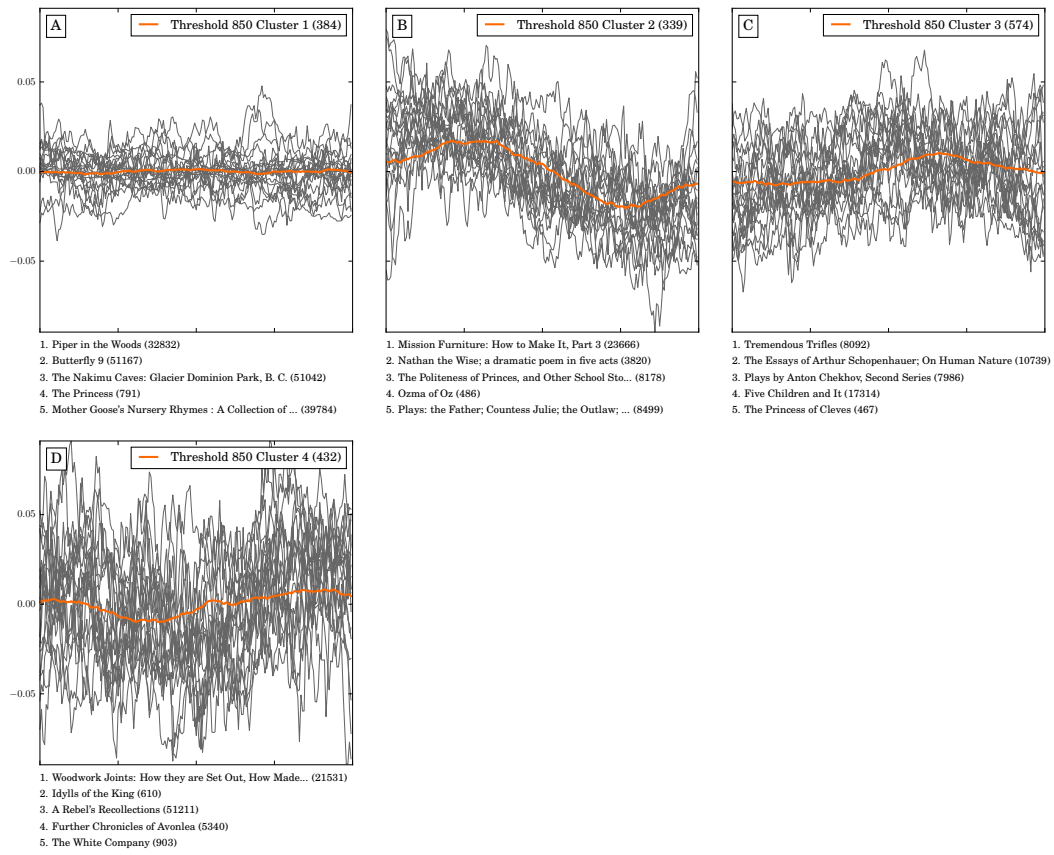 A
Threshold 850 Cluster 1 (384)
B
Threshold 850 Cluster 2 (339)
C
Threshold 850 Cluster 3 (574)
0.05
0.00
−0.05
1. Piper in the Woods (32832)
2. Butterfly 9 (51167)
3. The Nakimu Caves: Glacier Dominion Park, B. C. (51042)
4. The Princess (791)
5. Mother Goose's Nursery Rhymes : A Collection of ... (39784)
1. Mission Furniture: How to Make It, Part 3 (23666)
2. Nathan the Wise; a dramatic poem in five acts (3820)
3. The Politeness of Princes, and Other School Sto... (8178)
4. Ozma of Oz (486)
5. Plays: the Father; Countess Julie; the Outlaw; ... (8499)
1. Tremendous Trifles (8092)
2. The Essays of Arthur Schopenhauer; On Human Nature (10739)
3. Plays by Anton Chekhov, Second Series (7986)
4. Five Children and It (17314)
5. The Princess of Cleves (467)
D
Threshold 850 Cluster 4 (432)
0.05
0.00
−0.05
1. Woodwork Joints: How they are Set Out, How Made... (21531)
2. Idylls of the King (610)
3. A Rebel's Recollections (51211)
4. Further Chronicles of Avonlea (5340)
5. The White Company (903)